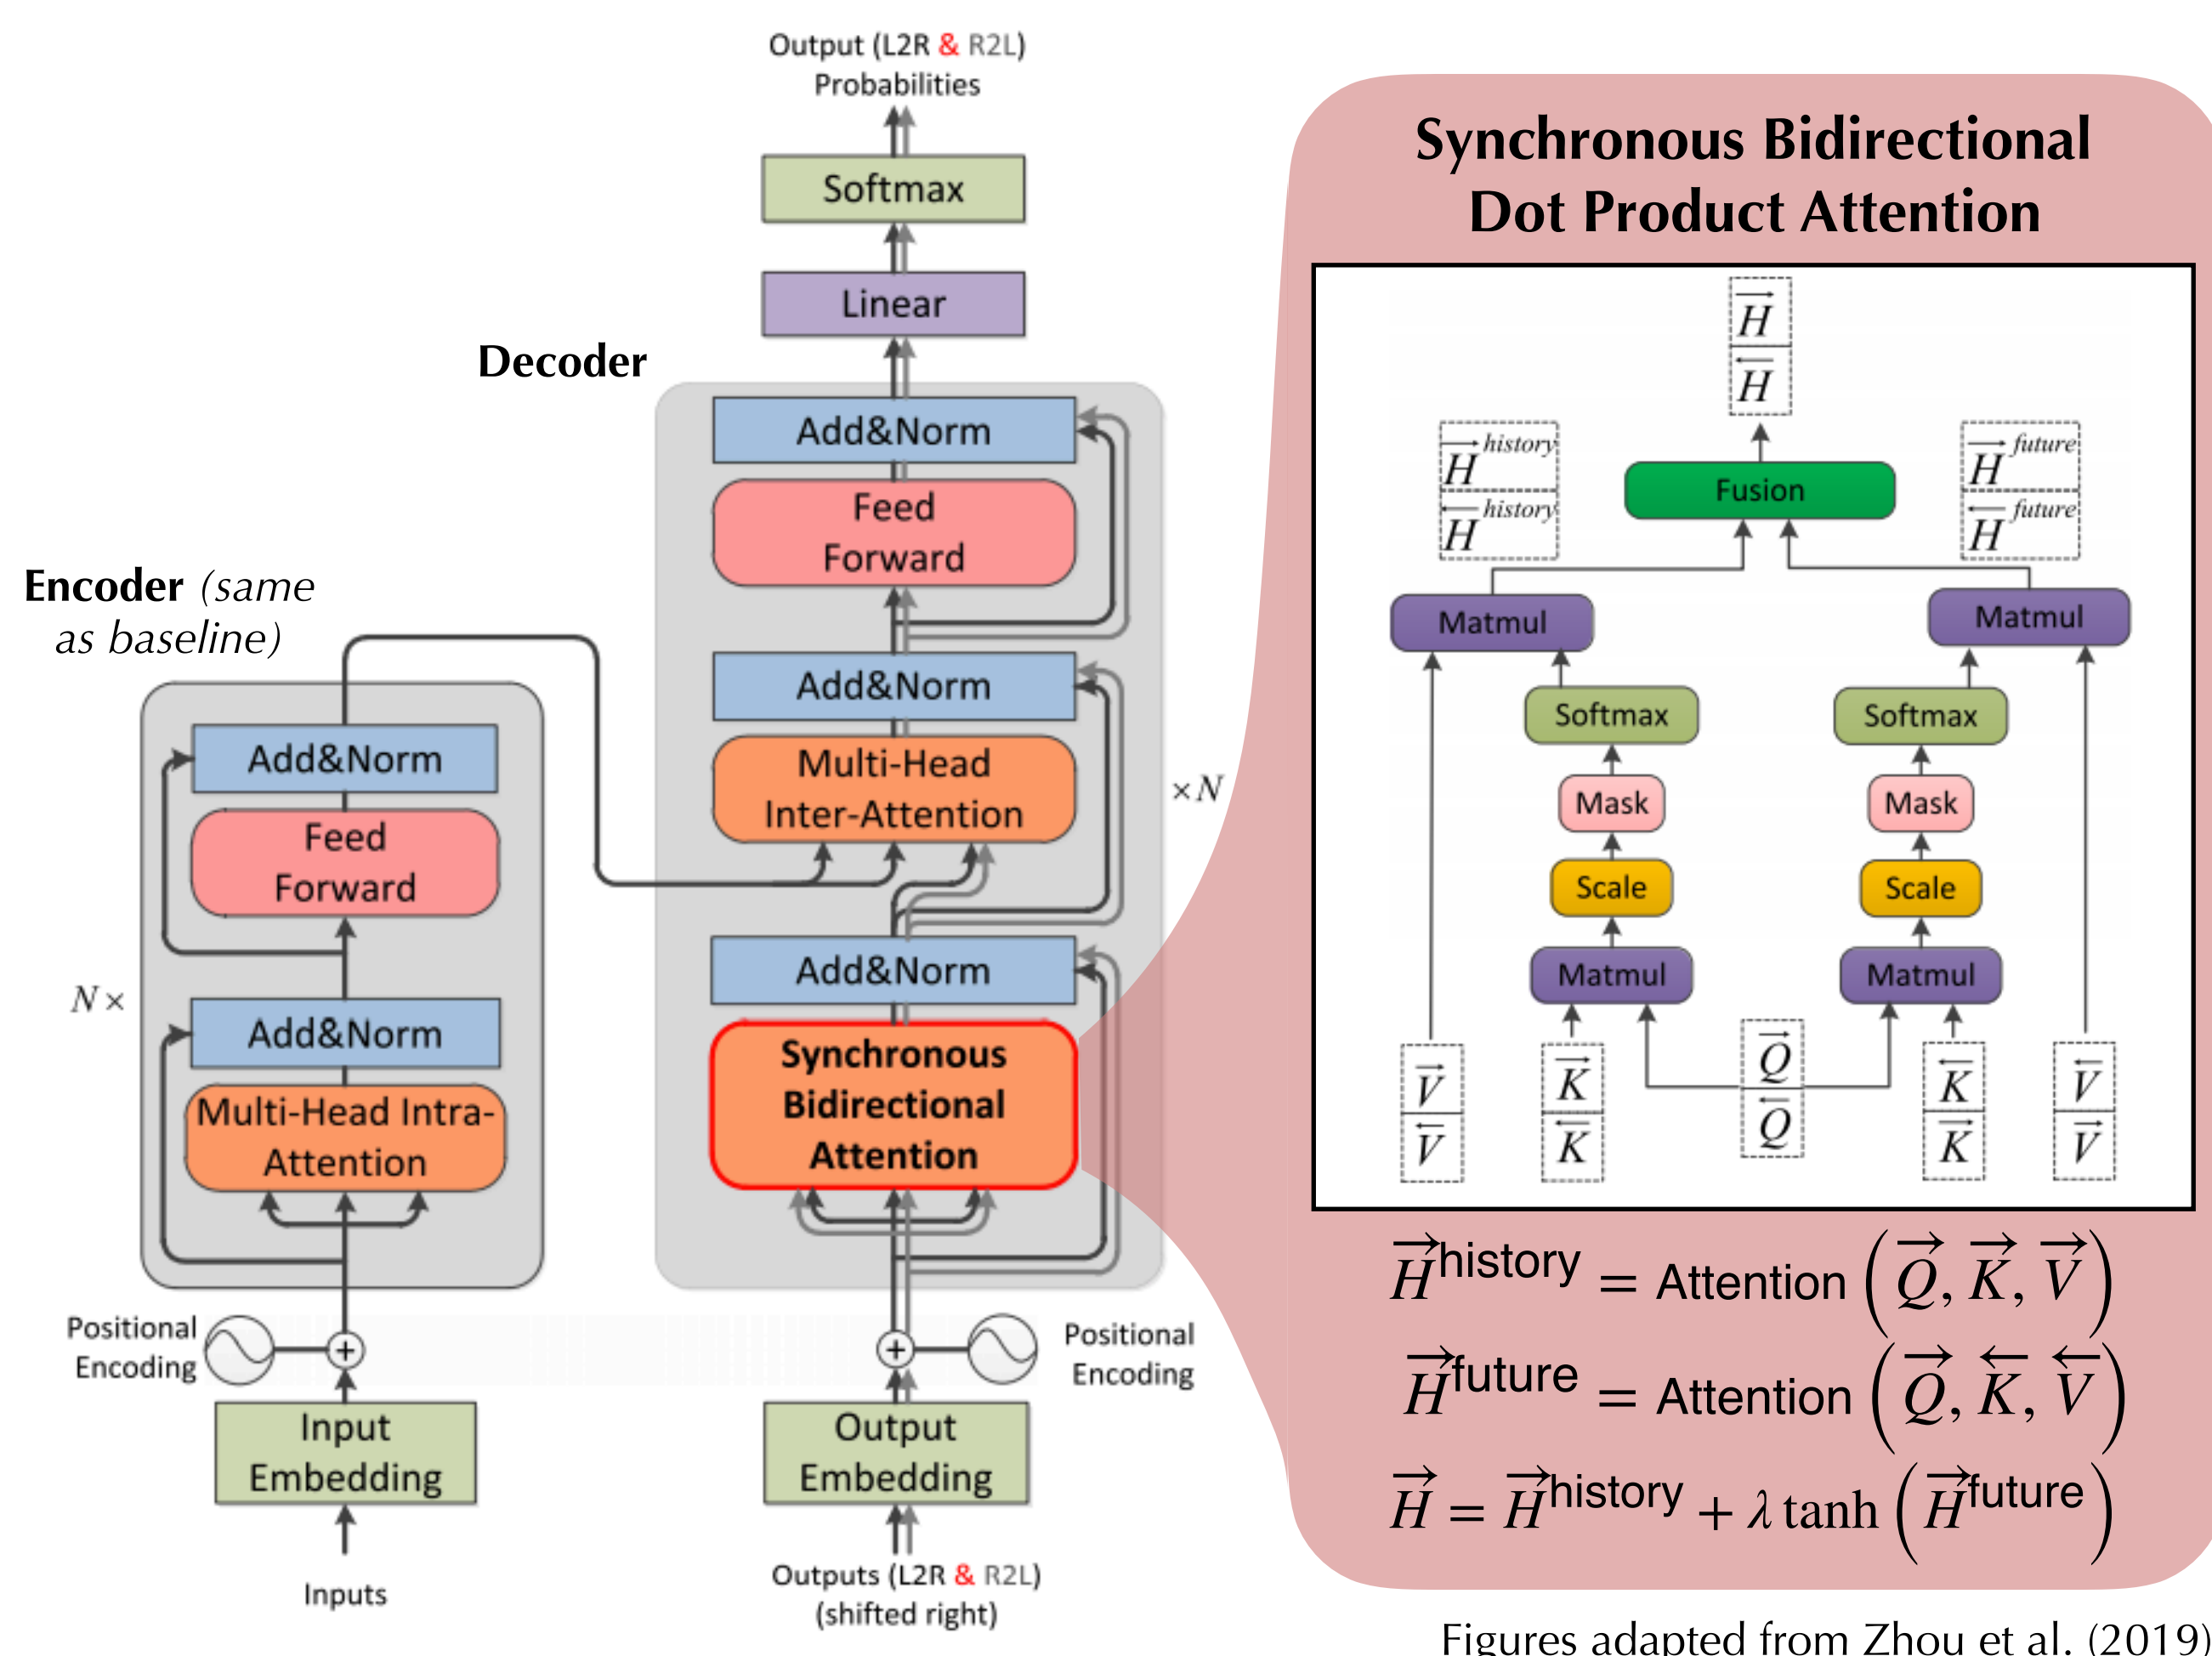 Output (L2R & R2L)
Probabilities
Softmax
Linear
Decoder
Add&Norm
Feed
Forward
Add&Norm
Multi-Head
Inter-Attention
×N
Add&Norm
Synchronous
Bidirectional
Attention
Positional
Encoding
Output
Embedding
Outputs (L2R & R2L)
(shifted right)
Encoder (same
as baseline)
Add&Norm
Feed
Forward
N×
Add&Norm
Multi-Head Intra-
Attention
Positional
Encoding
Input
Embedding
Inputs
+
+
Synchronous Bidirectional
Dot Product Attention
→H
←H
→H^history
←H^history
→H^future
←H^future
Fusion
Matmul
Matmul
Softmax
Softmax
Mask
Mask
Scale
Scale
Matmul
Matmul
→V
←V
→K
←K
→Q
←Q
←K
→K
←V
→V
→H^history = Attention (→Q, →K, →V)
→H^future = Attention (→Q, ←K, ←V)
→H = →H^history + λ tanh (→H^future)
Figures adapted from Zhou et al. (2019)